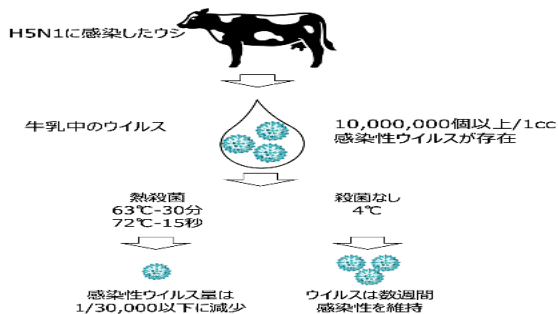 H5N1に感染したウシ
牛乳中のウイルス
10,000,000個以上/1cc
感染性ウイルスが存在
熱殺菌
63℃-30分
72℃-15秒
殺菌なし
4℃
感染性ウイルス量は
1/30,000以下に減少
ウイルスは数週間
感染性を維持